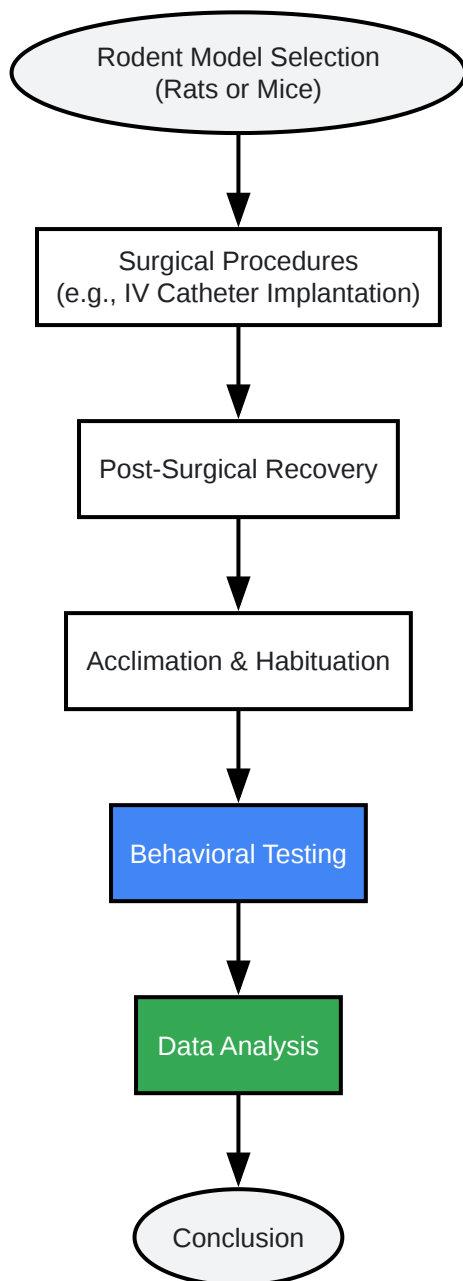 Rodent Model Selection
(Rats or Mice)
Surgical Procedures
(e.g., IV Catheter Implantation)
Post-Surgical Recovery
Acclimation & Habituation
Behavioral Testing
Data Analysis
Conclusion